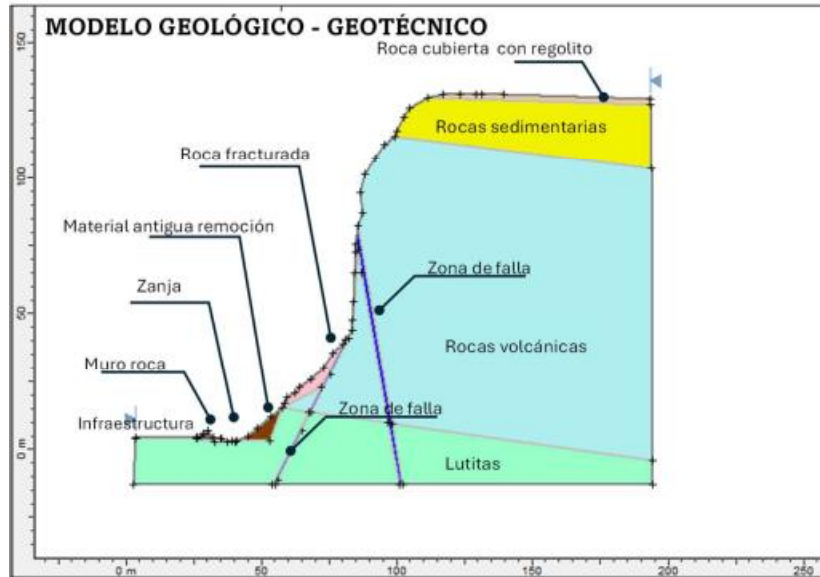 MODELO GEOLÓGICO - GEOTÉCNICO
Roca cubierta con regolito
Rocas sedimentarias
Roca fracturada
Material antigua remoción
Zona de falla
Zanja
Rocas volcánicas
Muro roca
Zona de falla
Infraestructura
Lutitas
150
100
50
0 m
0 m
50
100
150
200
250